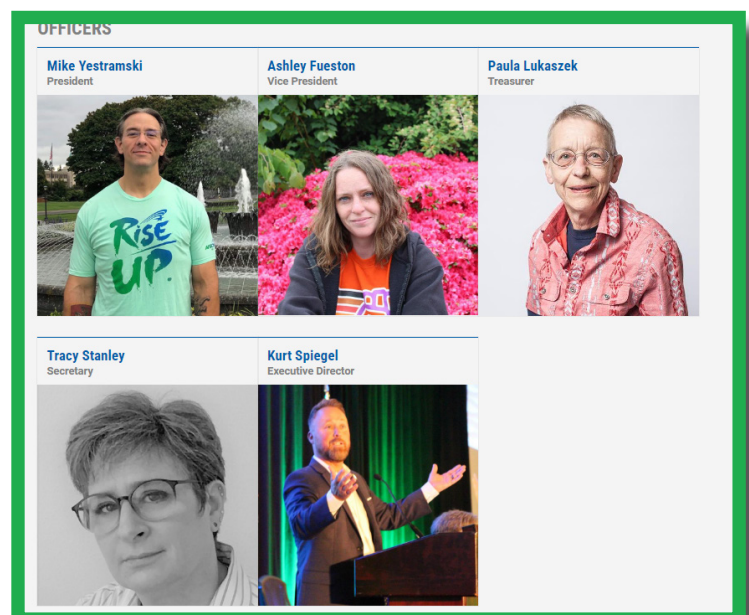 OFFICERS
Mike Yestramski
President
Ashley Fueston
Vice President
Paula Lukaszek
Treasurer
RISE
UP.
Tracy Stanley
Secretary
Kurt Spiegel
Executive Director